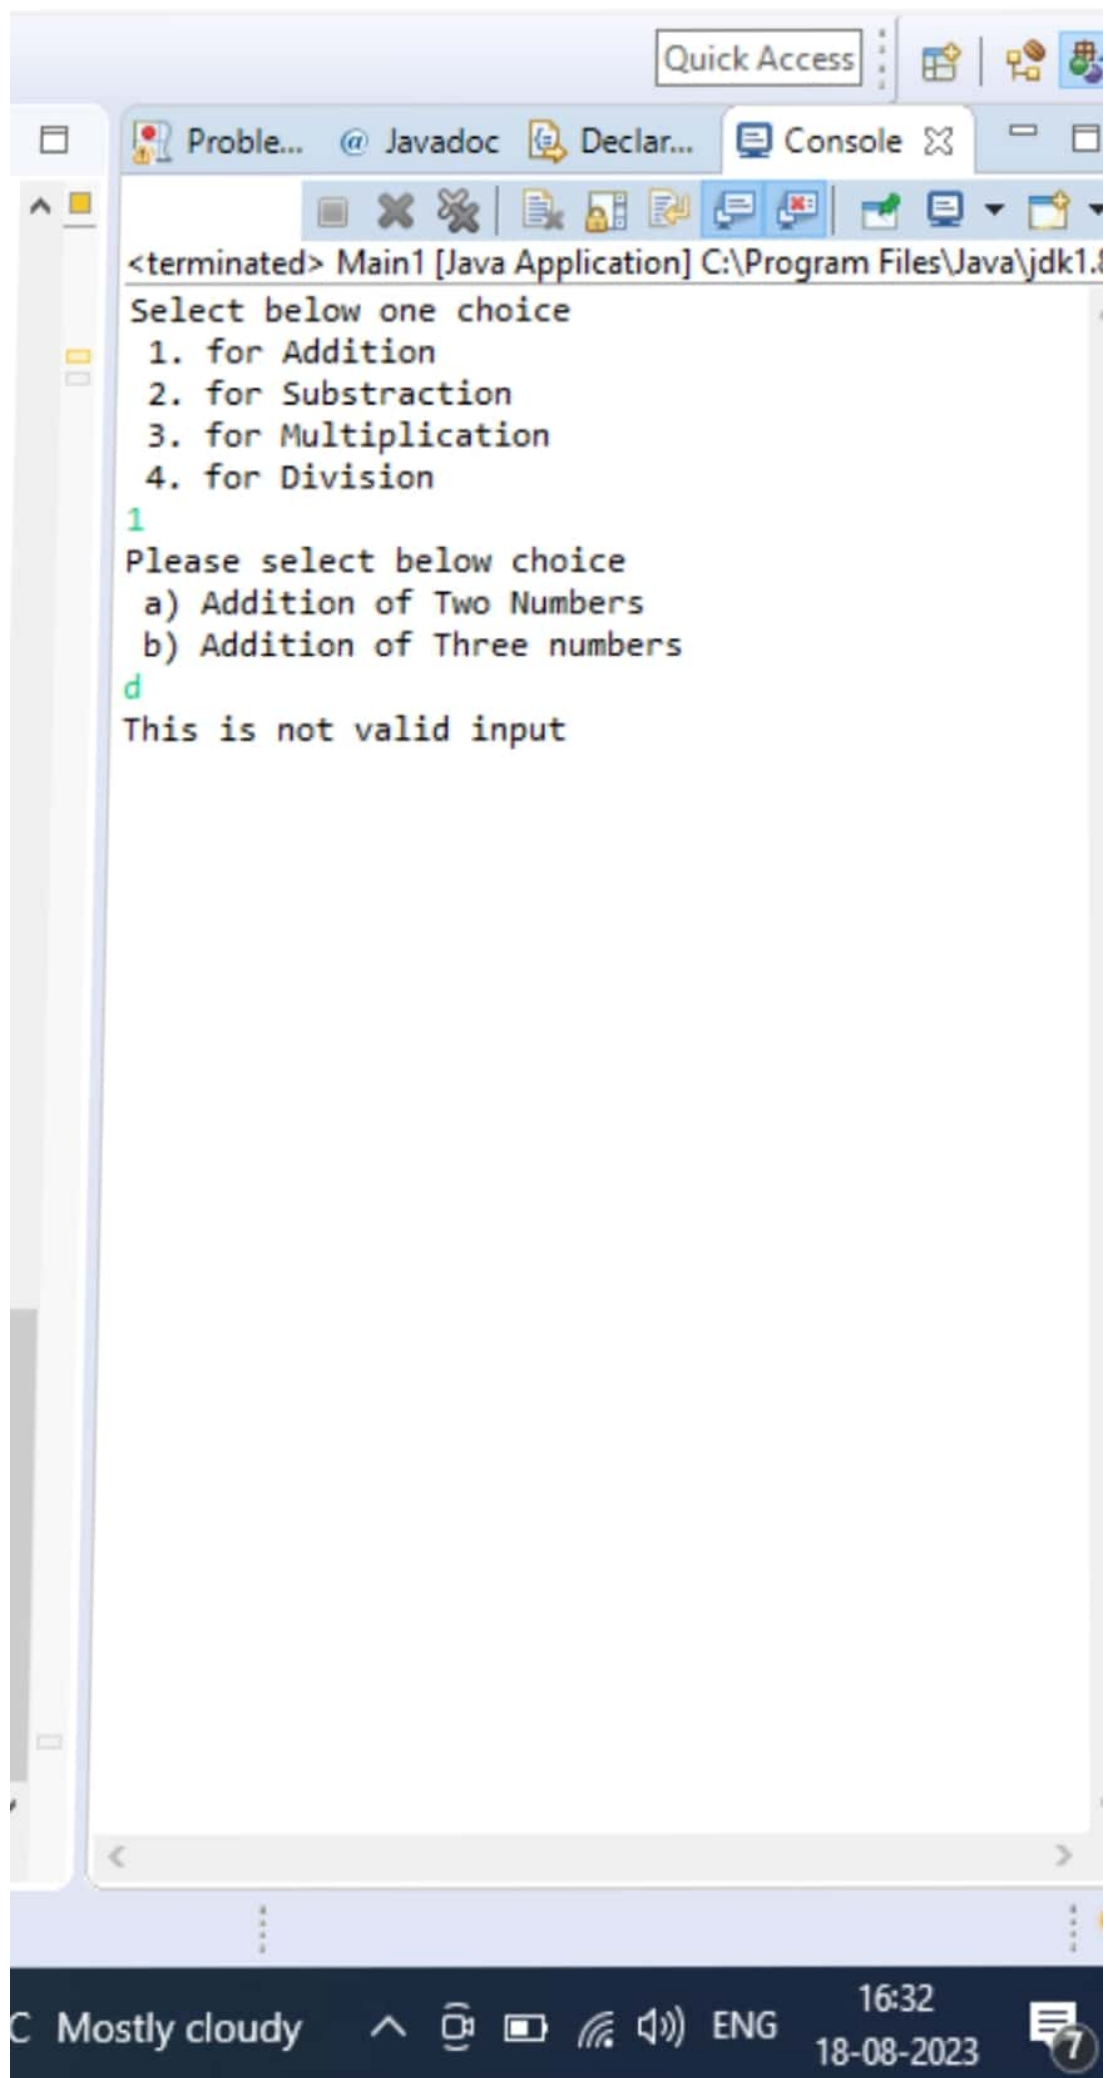 Quick Access
Proble... @ Javadoc Declar... Console
<terminated> Main1 [Java Application] C:\Program Files\Java\jdk1.8
Select below one choice
1. for Addition
2. for Substraction
3. for Multiplication
4. for Division
1
Please select below choice
a) Addition of Two Numbers
b) Addition of Three numbers
d
This is not valid input
C Mostly cloudy ENG 16:32
18-08-2023 7